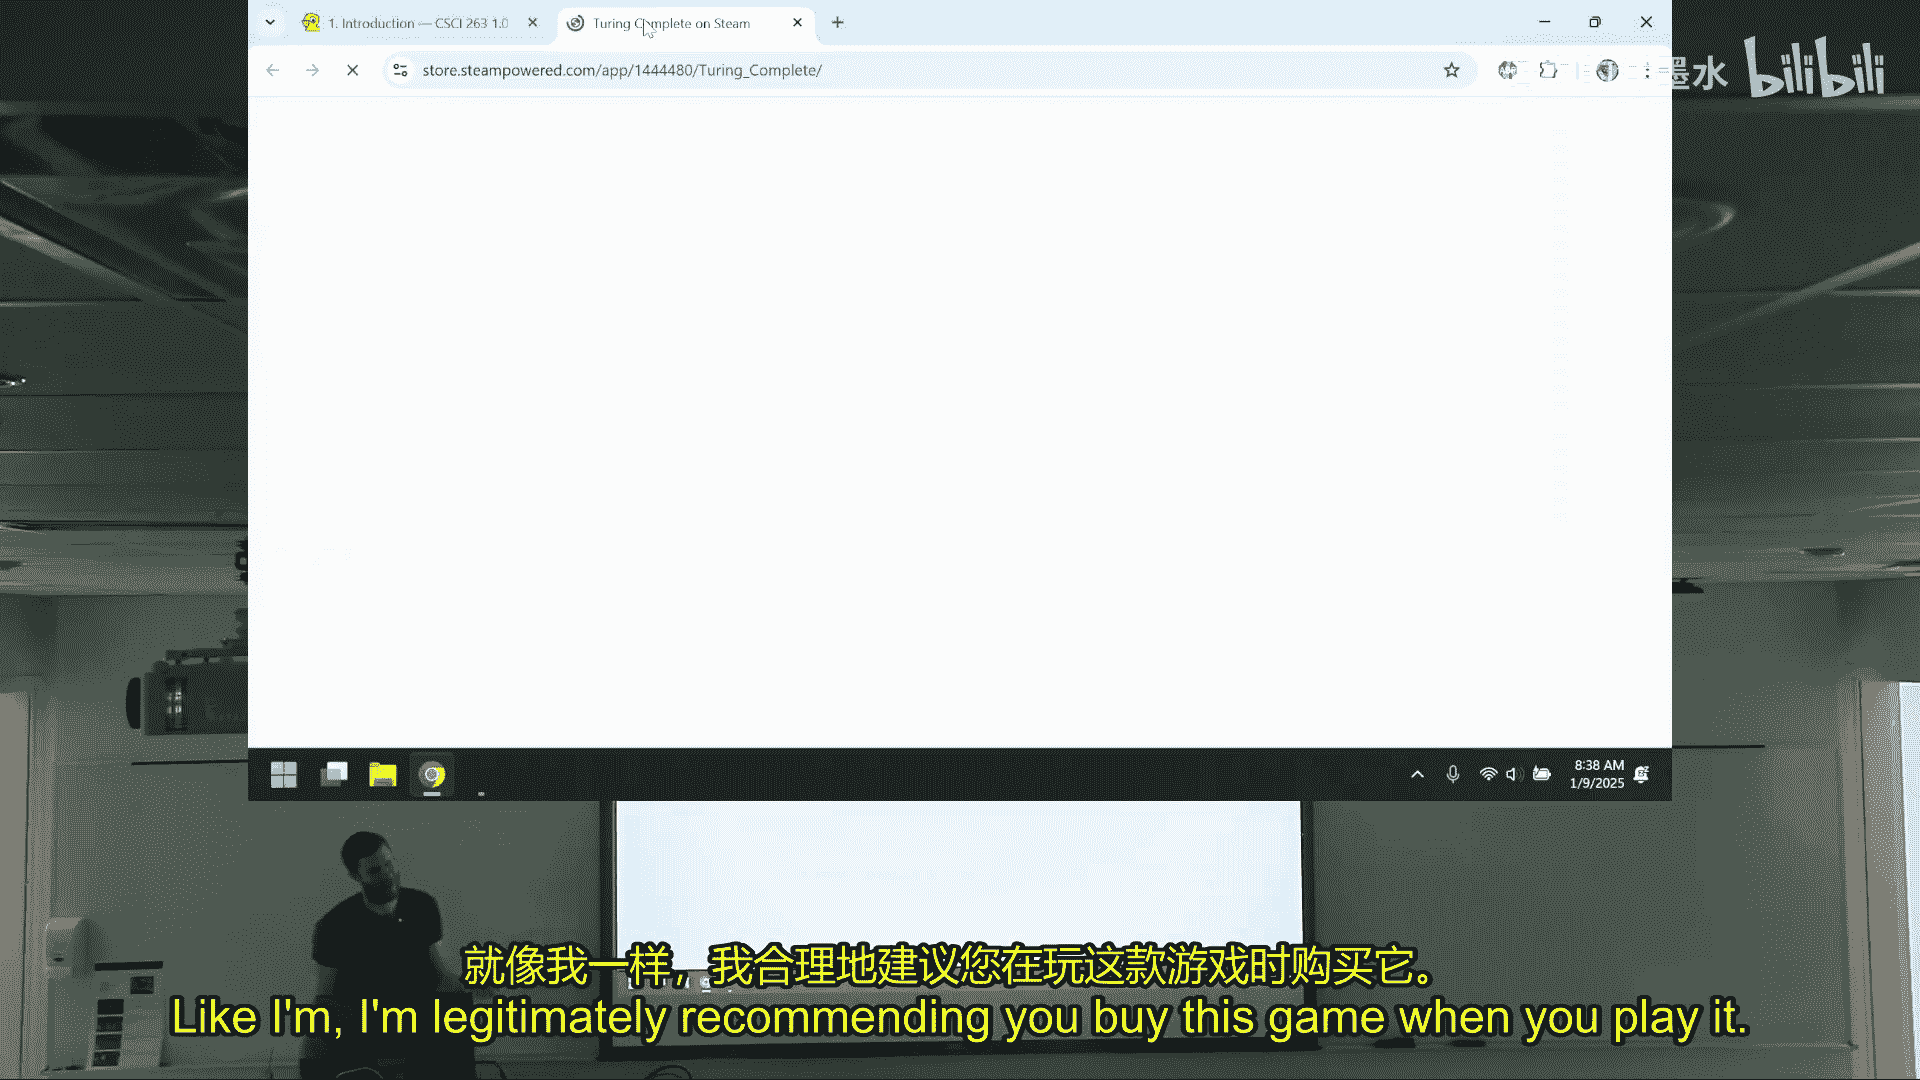 1. Introduction — CSCI 263 1.0
Turing Complete on Steam
store.steampowered.com/app/1444480/Turing_Complete/
墨水 bilibili
8:38 AM
1/9/2025
就像我一样，我合理地建议您在玩这款游戏时购买它。
Like I'm, I'm legitimately recommending you buy this game when you play it.